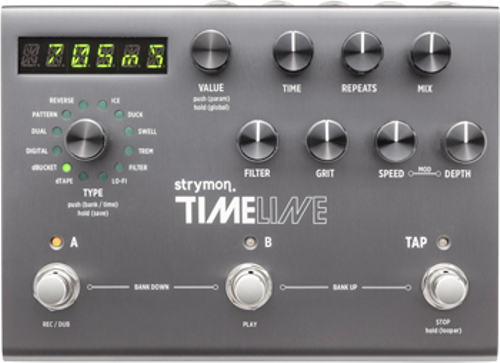 705mS
VALUE
push (param)
hold (global)
TIME
REPEATS
MIX
REVERSE
ICE
PATTERN
DUCK
DUAL
SWELL
DIGITAL
TREM
dBUCKET
FILTER
dTAPE
LO-FI
TYPE
push (bank / time)
hold (save)
FILTER
GRIT
SPEED
MOD
DEPTH
strymon.
TIMELINE
A
B
TAP
BANK DOWN
BANK UP
REC / DUB
PLAY
STOP
hold (looper)